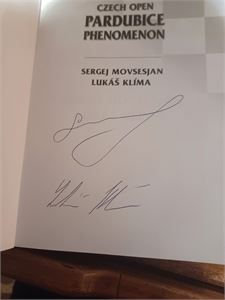 CZECH OPEN
PARDUBICE
PHENOMENON
SERGEJ MOVSESJAN
LUKÁŠ KLÍMA